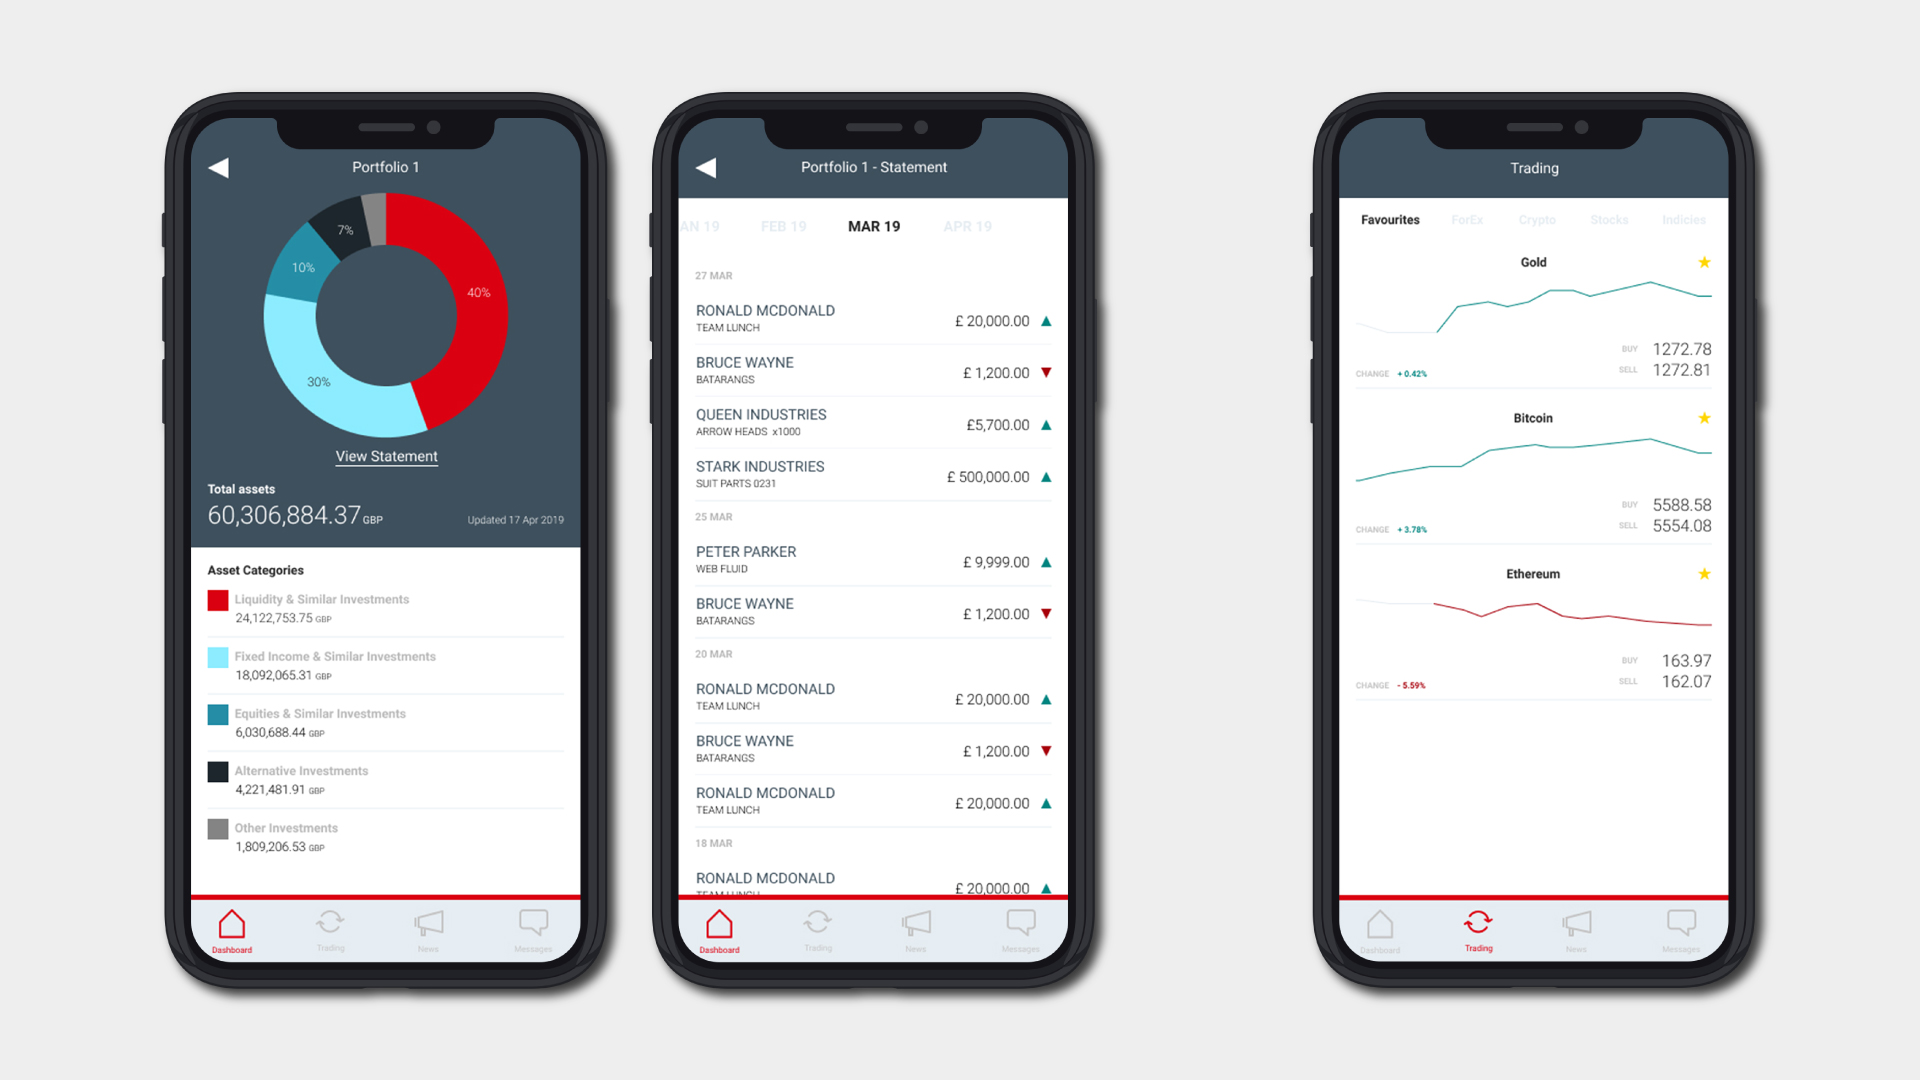 Portfolio 1
7%
10%
40%
30%
View Statement
Total assets
60,306,884.37 GBP
Updated 17 Apr 2019
Asset Categories
Liquidity & Similar Investments
24,122,753.75 GBP
Fixed Income & Similar Investments
18,092,065.31 GBP
Equities & Similar Investments
6,030,688.44 GBP
Alternative Investments
4,221,481.91 GBP
Other Investments
1,809,206.53 GBP
Dashboard Trading News Messages
Portfolio 1 - Statement
AN 19 FEB 19 MAR 19 APR 19
27 MAR
RONALD MCDONALD
TEAM LUNCH
£ 20,000.00
BRUCE WAYNE
BATARANGS
£ 1,200.00
QUEEN INDUSTRIES
ARROW HEADS x1000
£5,700.00
STARK INDUSTRIES
SUIT PARTS 0231
£ 500,000.00
25 MAR
PETER PARKER
WEB FLUID
£ 9,999.00
BRUCE WAYNE
BATARANGS
£ 1,200.00
20 MAR
RONALD MCDONALD
TEAM LUNCH
£ 20,000.00
BRUCE WAYNE
BATARANGS
£ 1,200.00
RONALD MCDONALD
TEAM LUNCH
£ 20,000.00
18 MAR
RONALD MCDONALD
TEAM LUNCH
£ 20,000.00
Dashboard Trading News Messages
Trading
Favourites ForEx Crypto Stocks Indicies
Gold
BUY 1272.78
SELL 1272.81
CHANGE + 0.42%
Bitcoin
BUY 5588.58
SELL 5554.08
CHANGE + 3.78%
Ethereum
BUY 163.97
SELL 162.07
CHANGE - 5.59%
Dashboard Trading News Messages